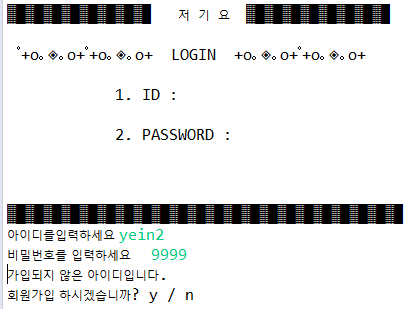 저 기 요
ﾟ+o｡◈｡o+ﾟ+o｡◈｡o+ LOGIN +o｡◈｡o+ﾟ+o｡◈｡o+
1. ID :
2. PASSWORD :
아이디를입력하세요 yein2
비밀번호를 입력하세요 9999
가입되지 않은 아이디입니다.
회원가입 하시겠습니까? y / n